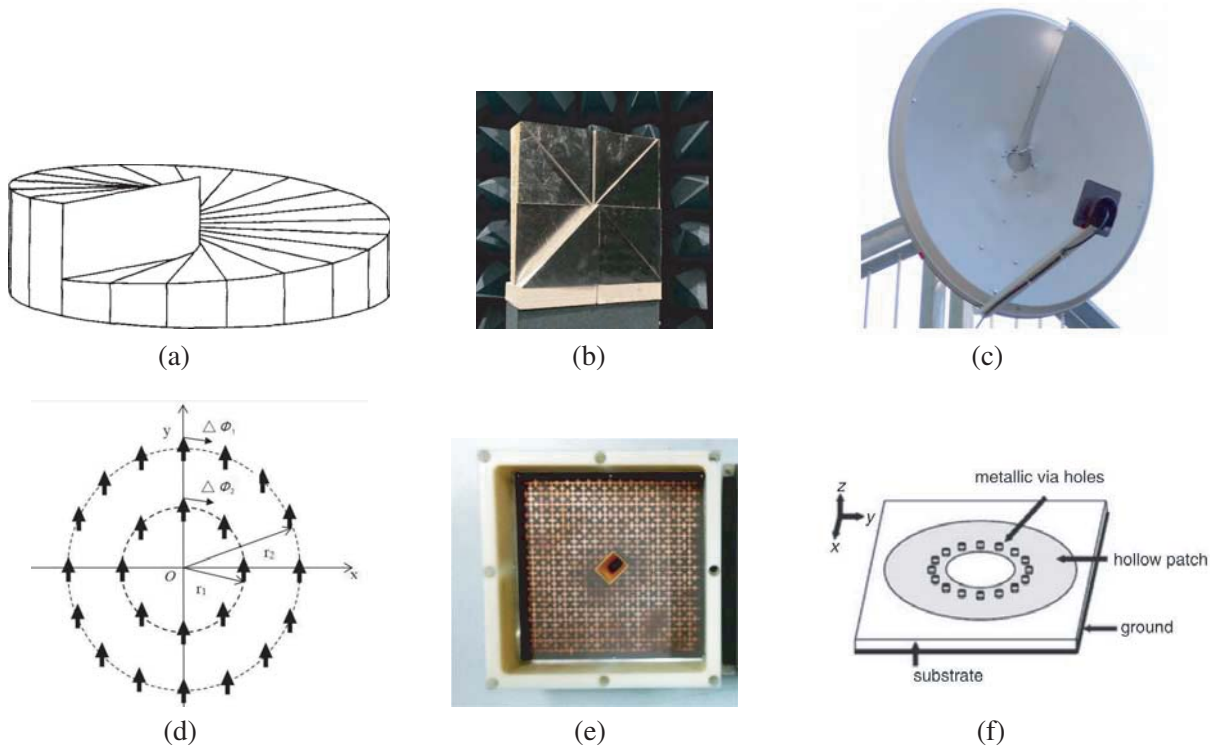 (a)
(b)
(c)
y
△ Φ₁
△ Φ₂
r₂
O
x
r₁
(d)
(e)
z
y
x
metallic via holes
hollow patch
ground
substrate
(f)